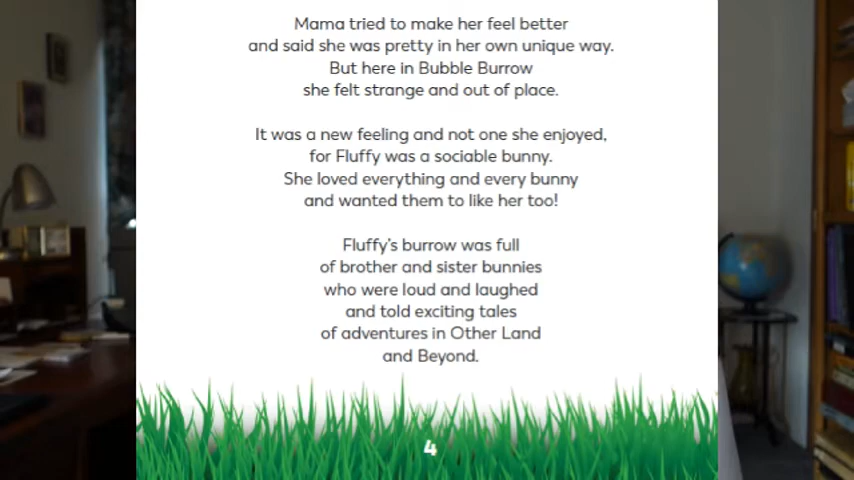 Mama tried to make her feel better
and said she was pretty in her own unique way.
But here in Bubble Burrow
she felt strange and out of place.
It was a new feeling and not one she enjoyed,
for Fluffy was a sociable bunny.
She loved everything and every bunny
and wanted them to like her too!
Fluffy's burrow was full
of brother and sister bunnies
who were loud and laughed
and told exciting tales
of adventures in Other Land
and Beyond.
4